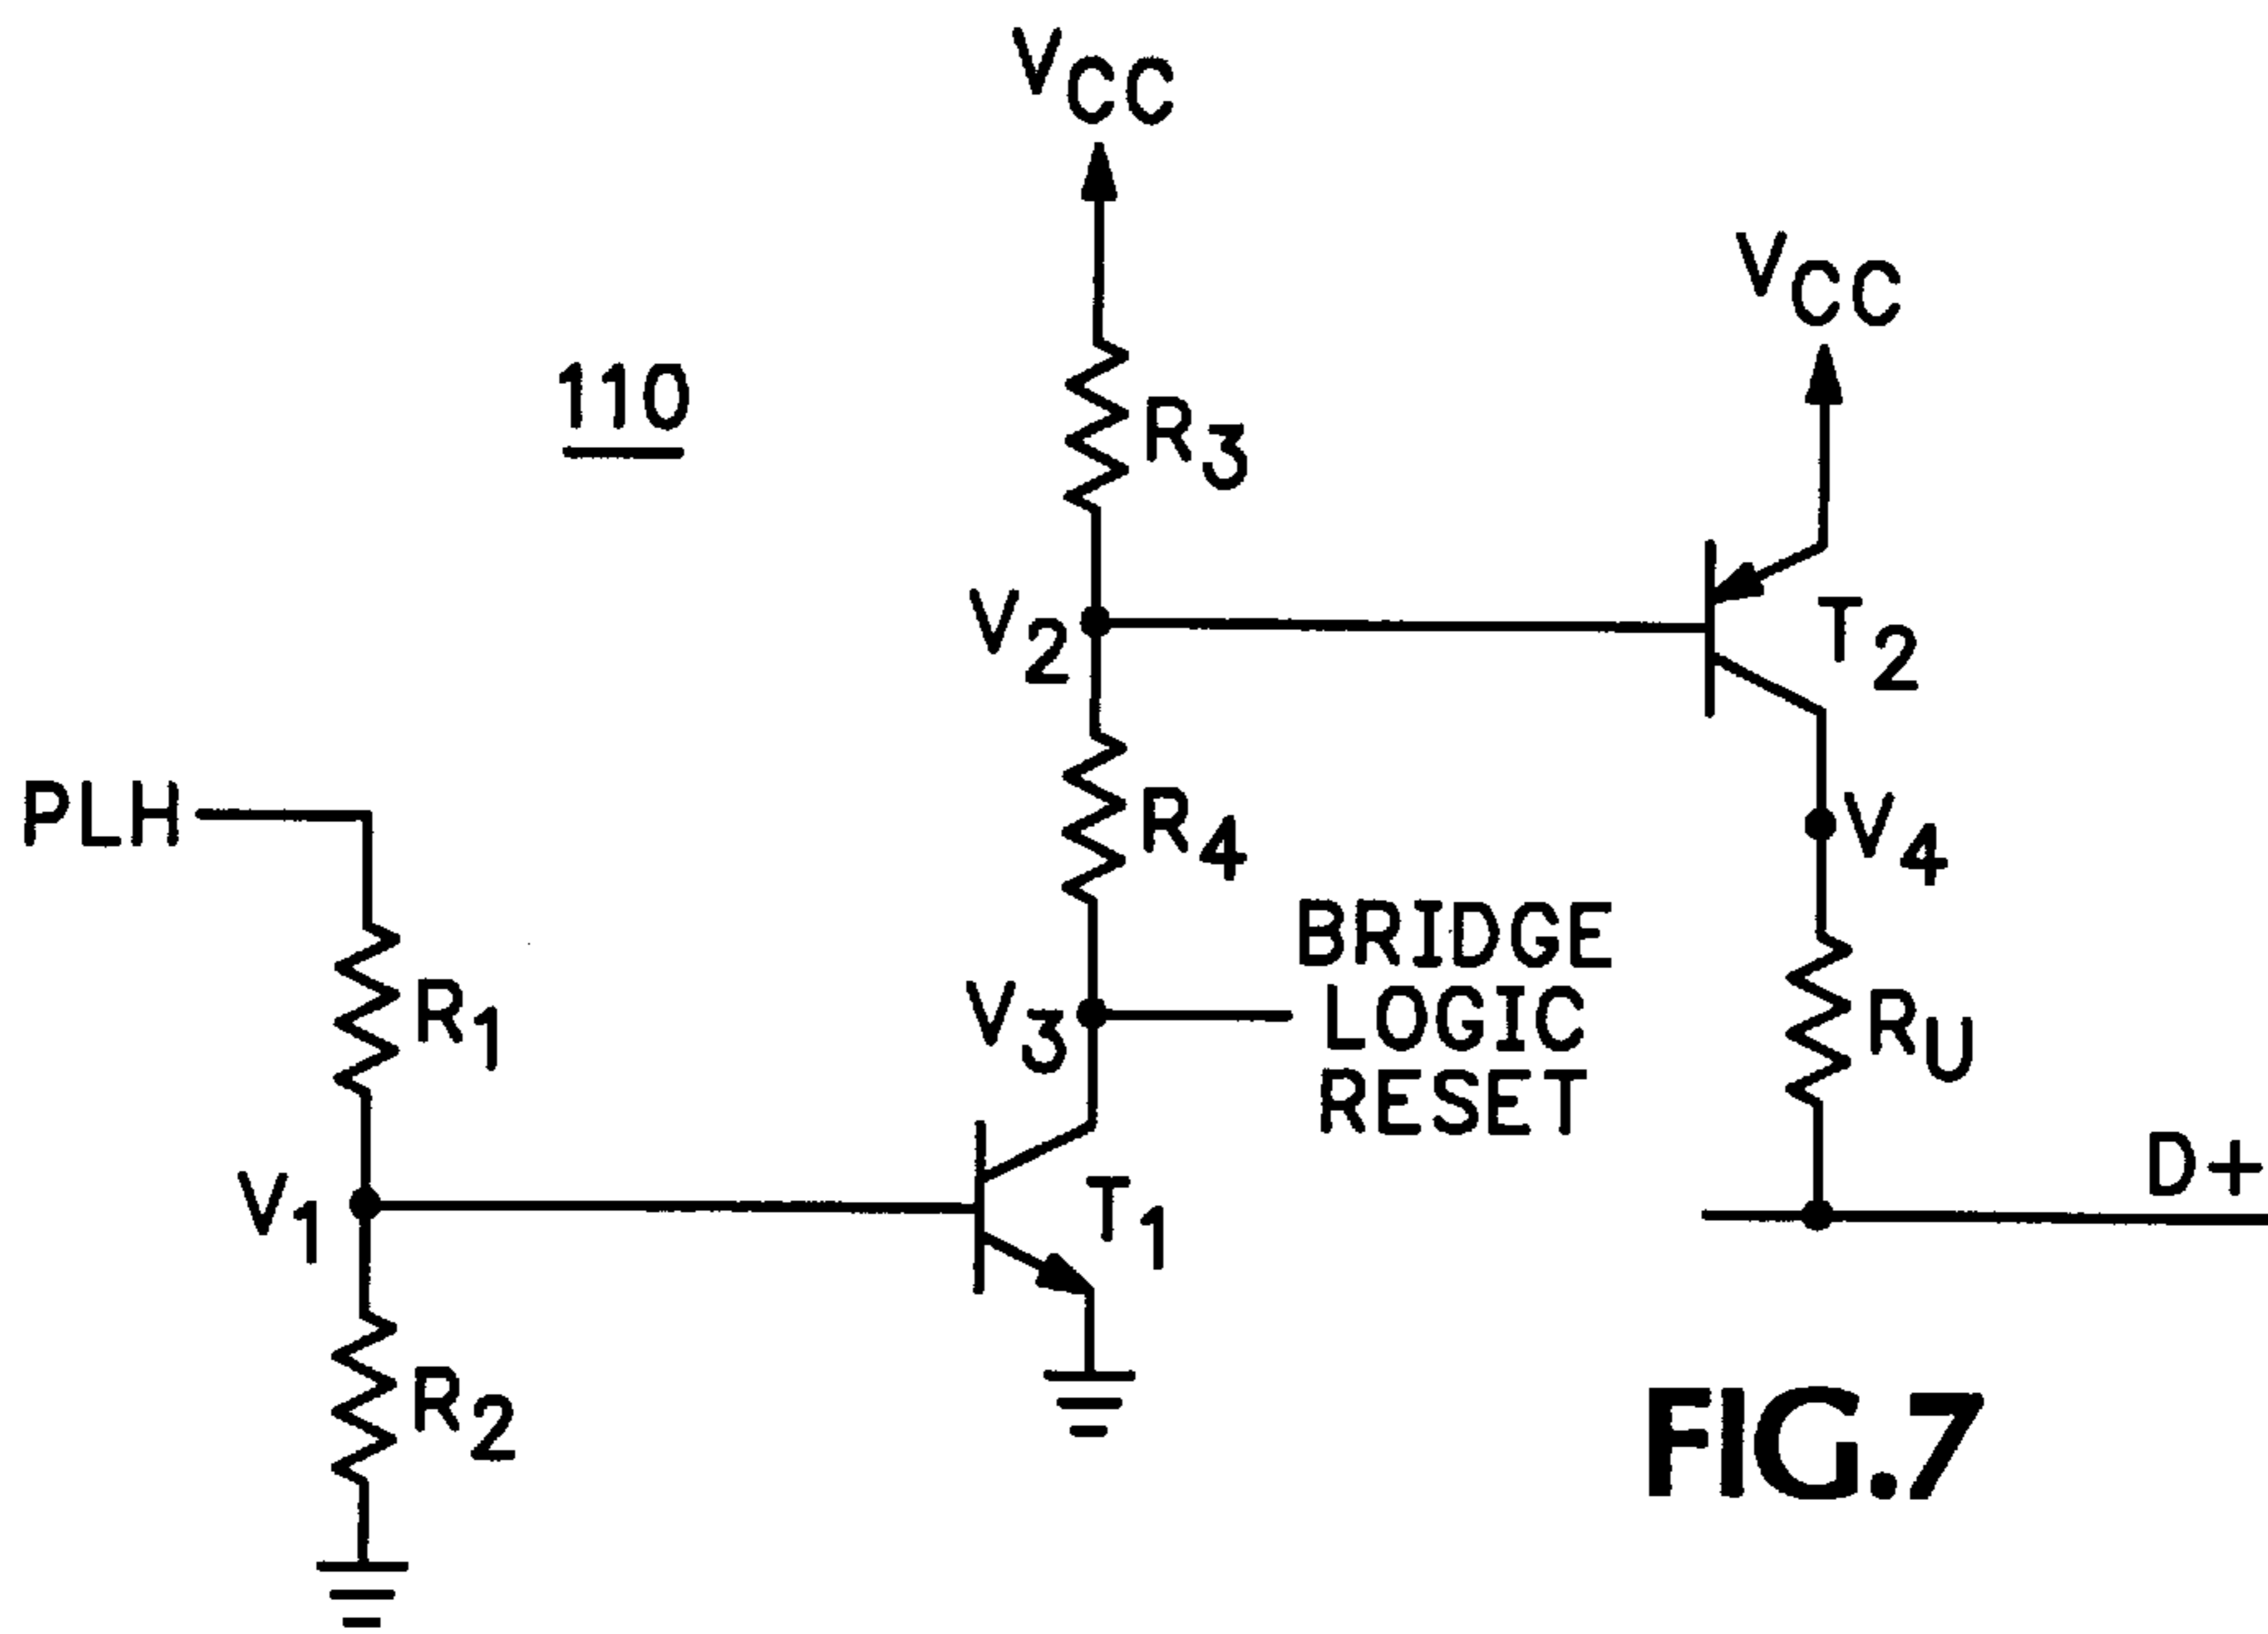 VCC
VCC
110
R3
V2
T2
PLH
R4
V4
BRIDGE
LOGIC
RESET
R1
V3
RU
D+
V1
T1
R2
FIG.7